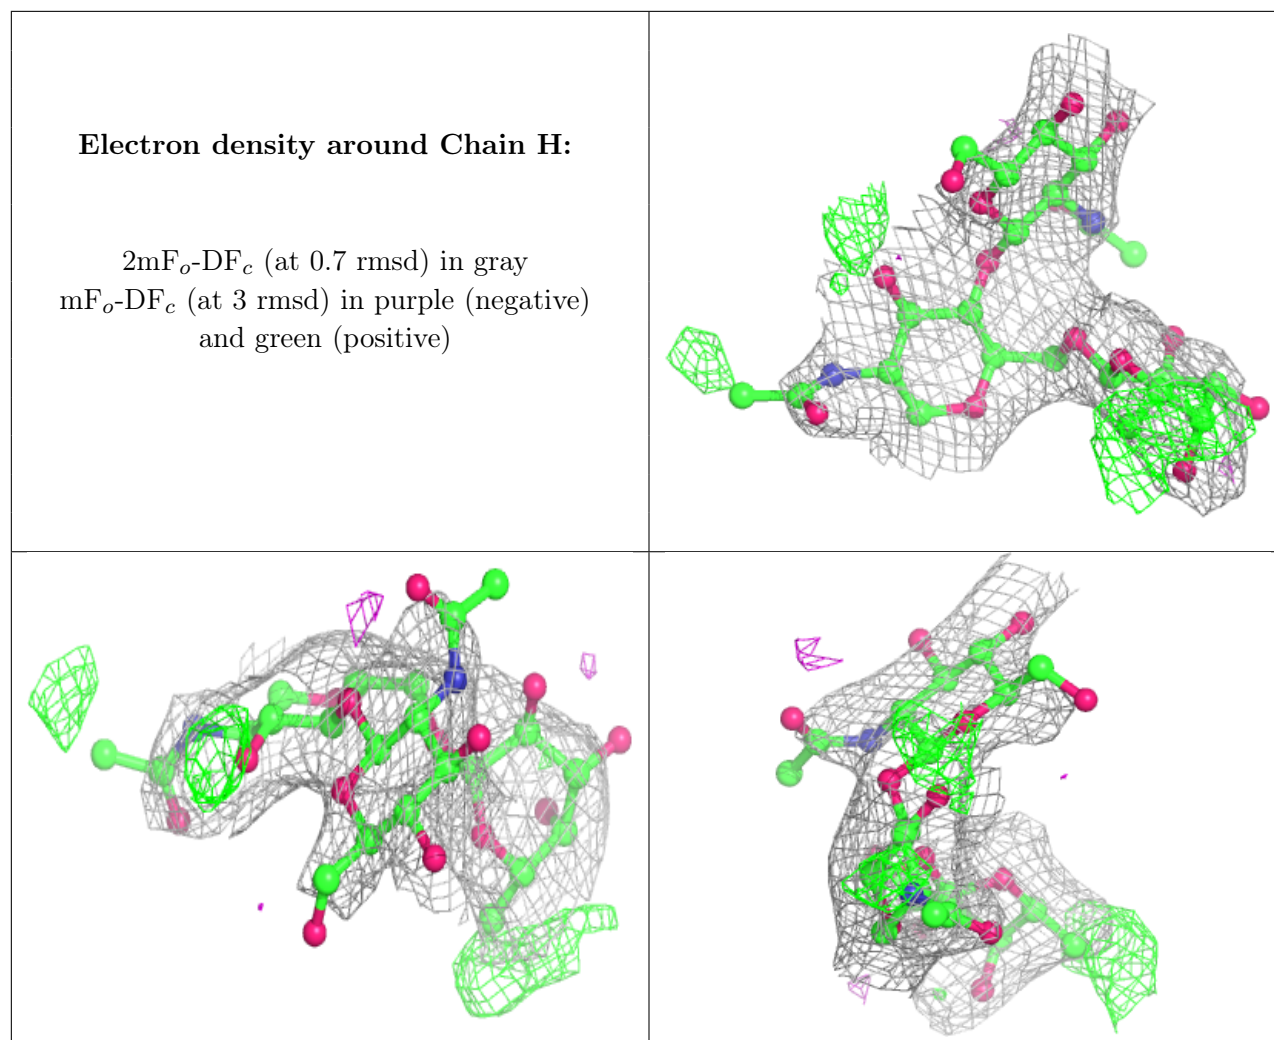 Electron density around Chain H:
2mFo-DFc (at 0.7 rmsd) in gray
mFo-DFc (at 3 rmsd) in purple (negative)
and green (positive)